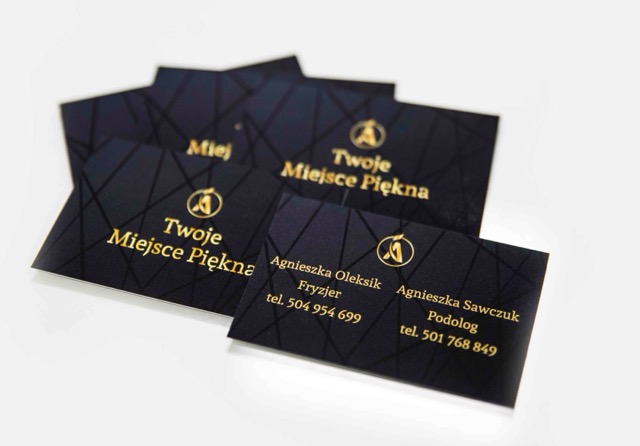 Miej
A
Twoje
Miejsce Piękna
A
Twoje
Miejsce Piękna
A
Agnieszka Oleksik
Fryzjer
tel. 504 954 699
Agnieszka Sawczuk
Podolog
tel. 501 768 849